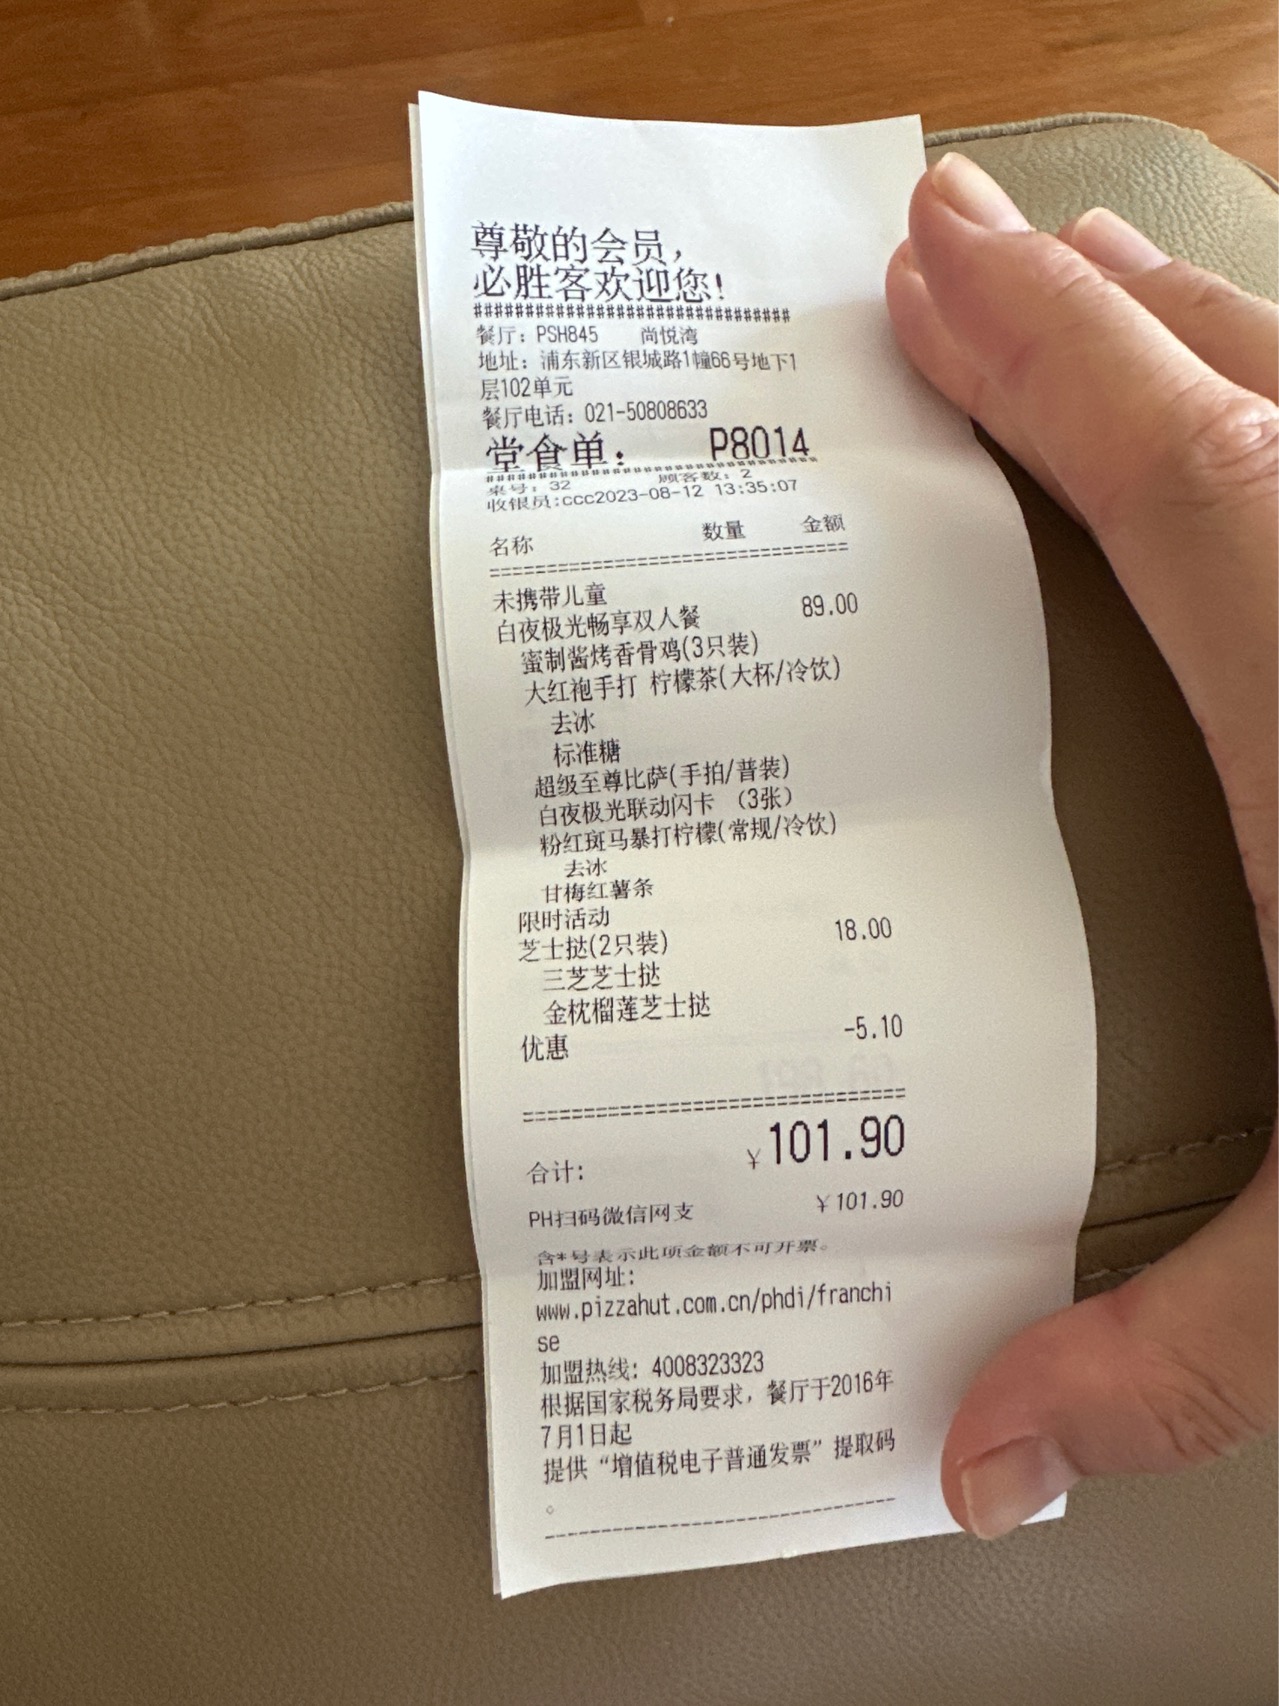 尊敬的会员，
必胜客欢迎您！
################################
餐厅：PSH845 尚悦湾
地址：浦东新区银城路1幢66号地下1
层102单元
餐厅电话：021-50808633
堂食单： P8014
################################
桌号：32 顾客数：2
收银员:ccc2023-08-12 13:35:07
名称 数量 金额
================================
未携带儿童
白夜极光畅享双人餐 89.00
蜜制酱烤香骨鸡(3只装)
大红袍手打 柠檬茶(大杯/冷饮)
去冰
标准糖
超级至尊比萨(手拍/普装)
白夜极光联动闪卡 （3张）
粉红斑马暴打柠檬(常规/冷饮)
去冰
甘梅红薯条
限时活动
芝士挞(2只装) 18.00
三芝芝士挞
金枕榴莲芝士挞
优惠 -5.10
================================
合计： ￥101.90
PH扫码微信网支 ￥101.90
含*号表示此项金额不可开票。
加盟网址：
www.pizzahut.com.cn/phdi/franchi
se
加盟热线：4008323323
根据国家税务局要求，餐厅于2016年
7月1日起
提供“增值税电子普通发票”提取码
。
--------------------------------